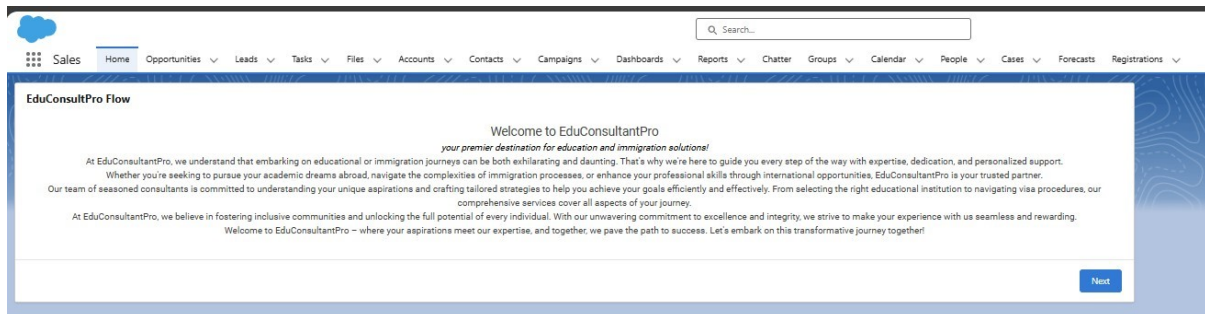 Search...
Sales Home Opportunities Leads Tasks Files Accounts Contacts Campaigns Dashboards Reports Chatter Groups Calendar People Cases Forecasts Registrations
EduConsultPro Flow
Welcome to EduConsultantPro
your premier destination for education and immigration solutions!
At EduConsultantPro, we understand that embarking on educational or immigration journeys can be both exhilarating and daunting. That's why we're here to guide you every step of the way with expertise, dedication, and personalized support.
Whether you're seeking to pursue your academic dreams abroad, navigate the complexities of immigration processes, or enhance your professional skills through international opportunities, EduConsultantPro is your trusted partner.
Our team of seasoned consultants is committed to understanding your unique aspirations and crafting tailored strategies to help you achieve your goals efficiently and effectively. From selecting the right educational institution to navigating visa procedures, our
comprehensive services cover all aspects of your journey.
At EduConsultantPro, we believe in fostering inclusive communities and unlocking the full potential of every individual. With our unwavering commitment to excellence and integrity, we strive to make your experience with us seamless and rewarding.
Welcome to EduConsultantPro – where your aspirations meet our expertise, and together, we pave the path to success. Let's embark on this transformative journey together!
Next